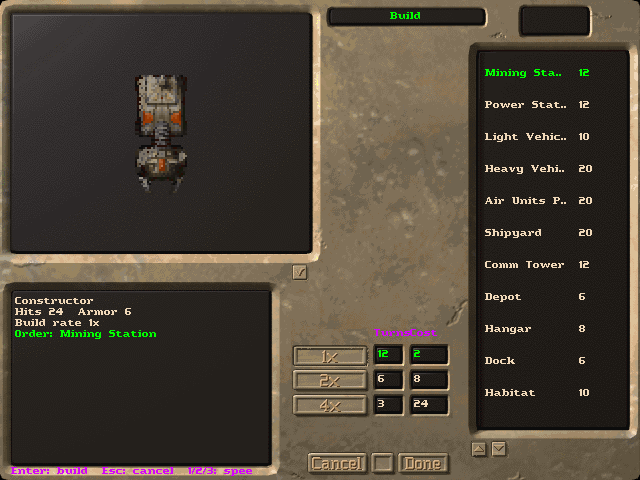 Build
Mining Sta.. 12
Power Stat.. 12
Light Vehic.. 10
Heavy Vehi.. 20
Air Units P.. 20
Shipyard 20
Comm Tower 12
Depot 6
Hangar 8
Dock 6
Habitat 10
Constructor
Hits 24 Armor 6
Build rate 1x
Order: Mining Station
1x 12 2
2x 6 8
4x 3 24
Cancel Done
Enter: build Esc: cancel 1/2/3: spee